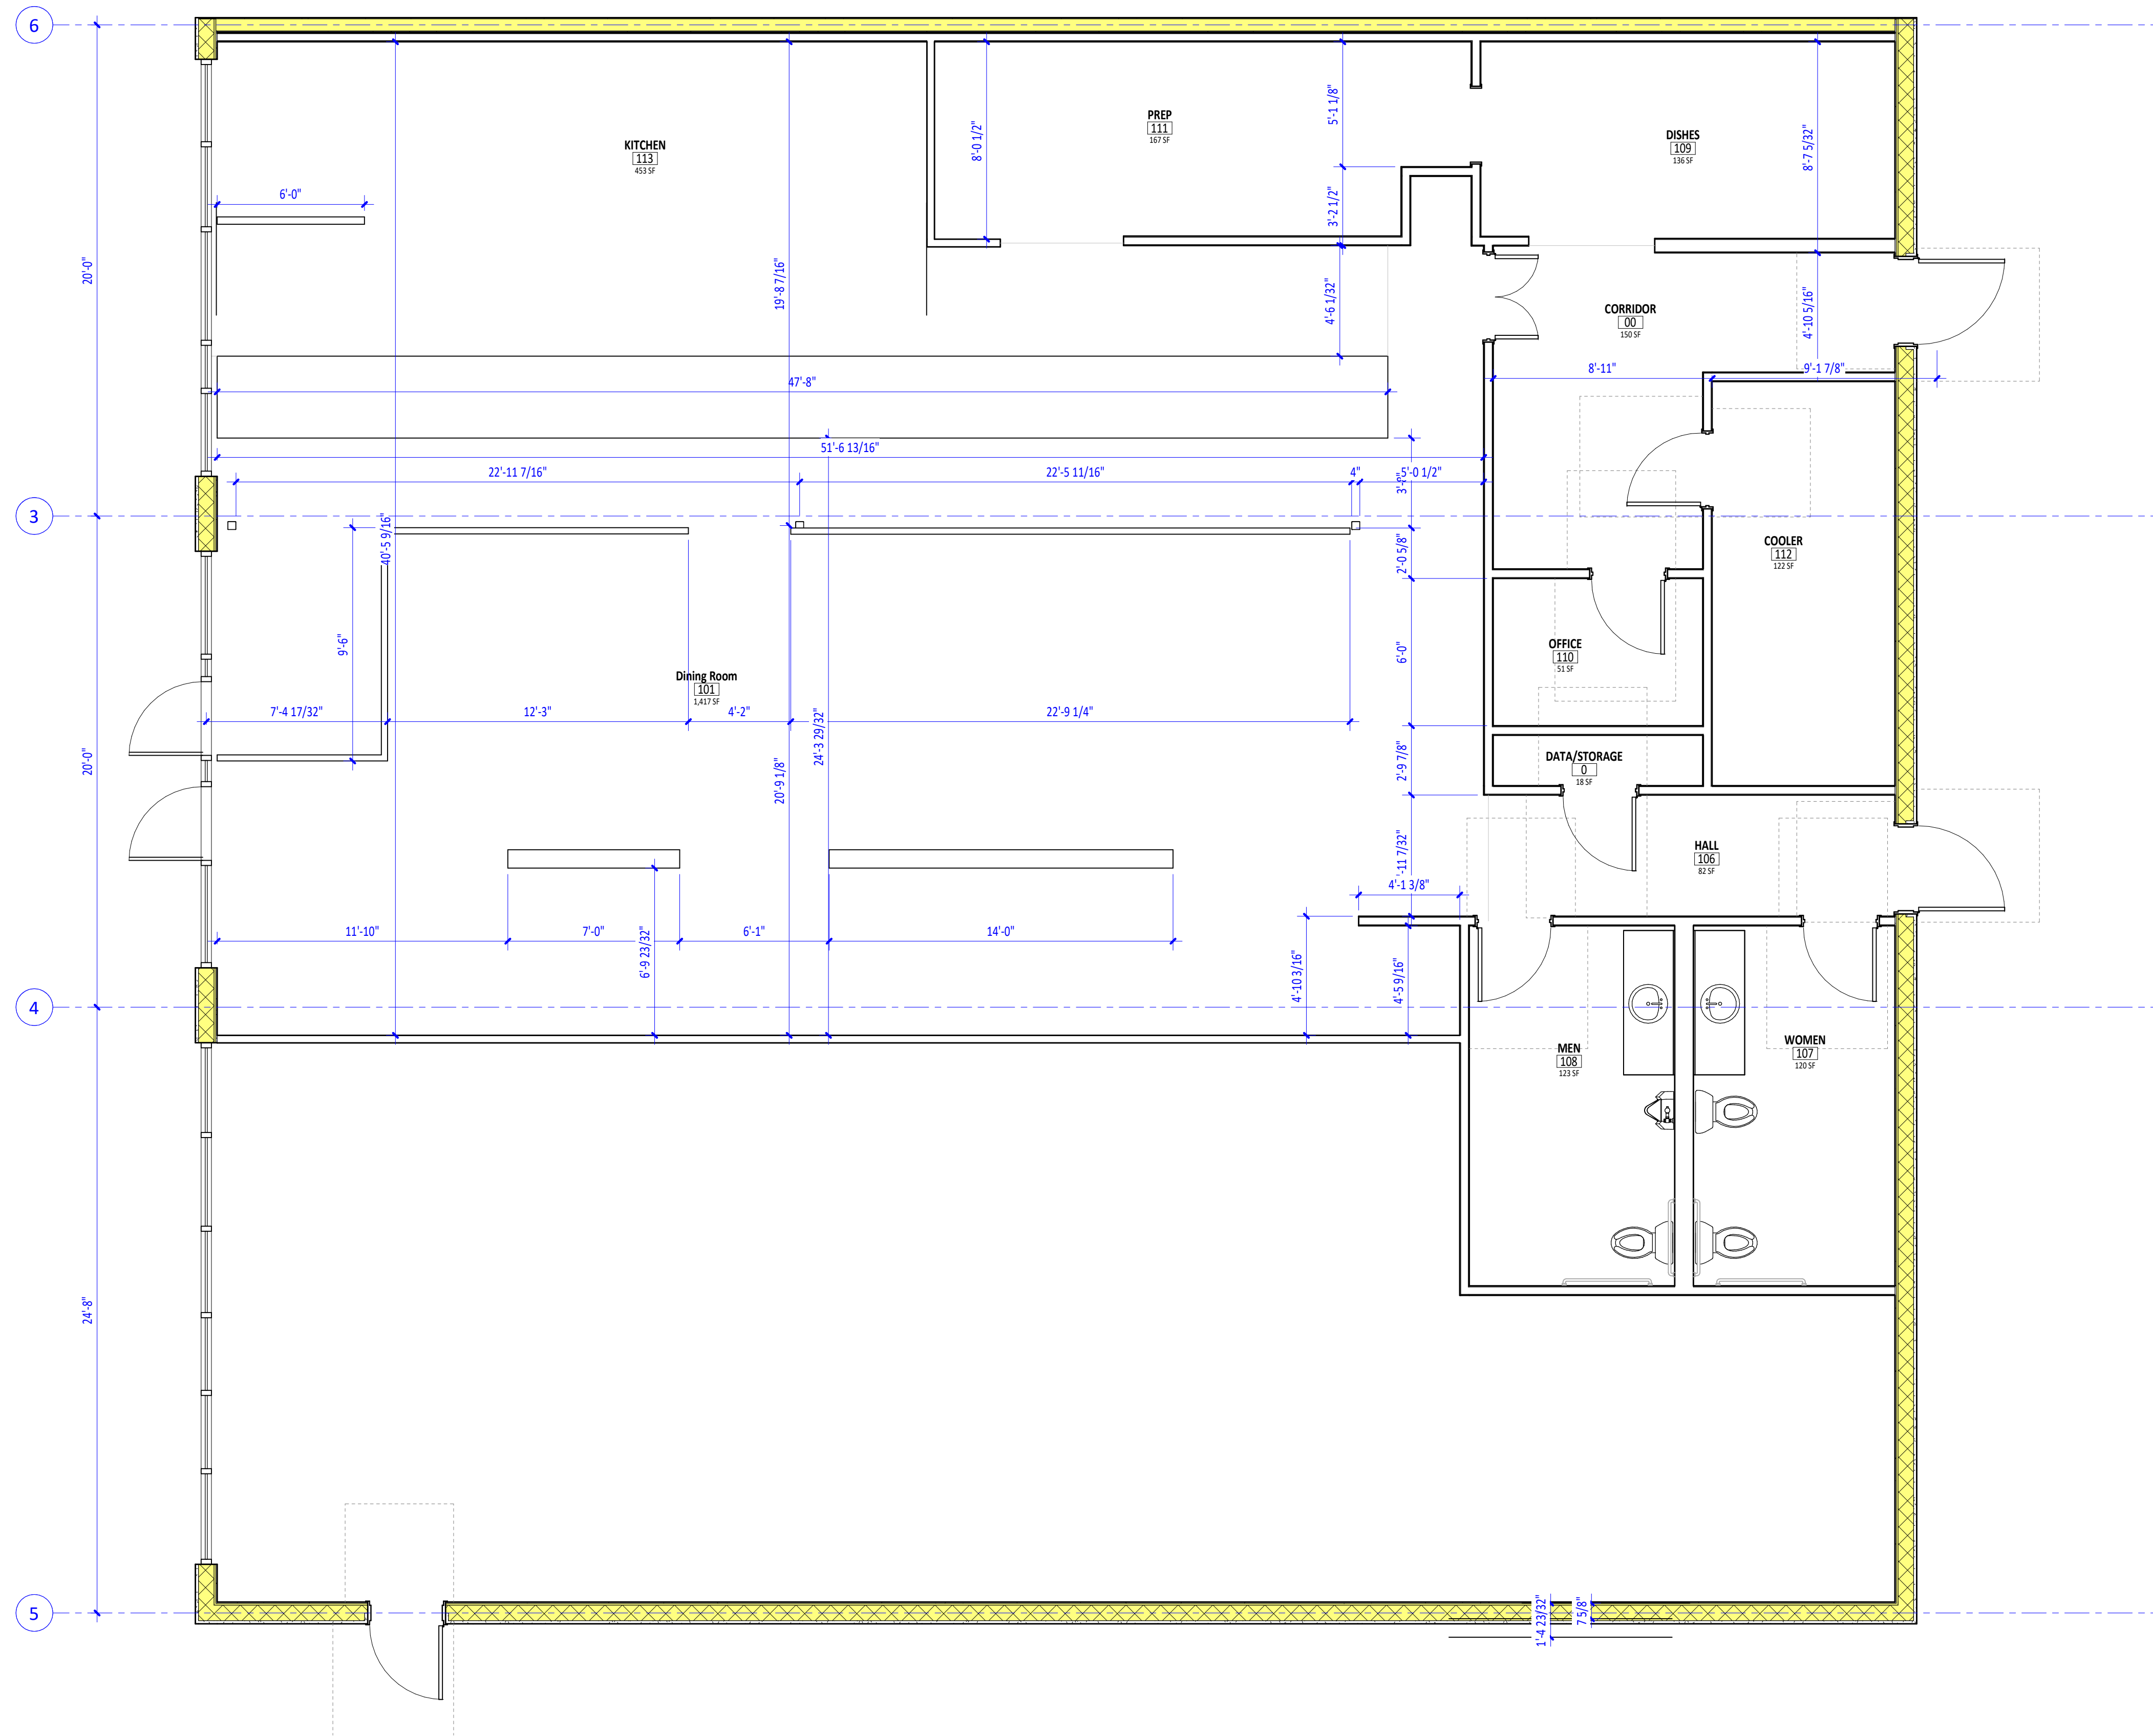 6
KITCHEN
113
453 SF
PREP
111
167 SF
DISHES
109
136 SF
8'-0 1/2"
5'-1 1/8"
8'-7 5/32"
6'-0"
3'-2 1/2"
20'-0"
19'-8 7/16"
4'-6 1/32"
CORRIDOR
00
150 SF
4'-10 5/16"
47'-8"
8'-11"
9'-1 7/8"
51'-6 13/16"
22'-11 7/16"
22'-5 11/16"
4"
5'-0 1/2"
3
40'-5 9/16"
2'-0 5/8"
COOLER
112
122 SF
9'-6"
6'-0"
OFFICE
110
51 SF
Dining Room
101
1,417 SF
7'-4 17/32"
12'-3"
4'-2"
22'-9 1/4"
24'-3 29/32"
20'-0"
20'-9 1/8"
2'-9 7/8"
DATA/STORAGE
0
18 SF
HALL
106
82 SF
'-11 7/32"
4'-1 3/8"
11'-10"
7'-0"
6'-1"
14'-0"
6'-9 23/32"
4'-10 3/16"
4'-5 9/16"
4
MEN
108
123 SF
WOMEN
107
120 SF
24'-8"
5
1'-4 23/32"
7 5/8"